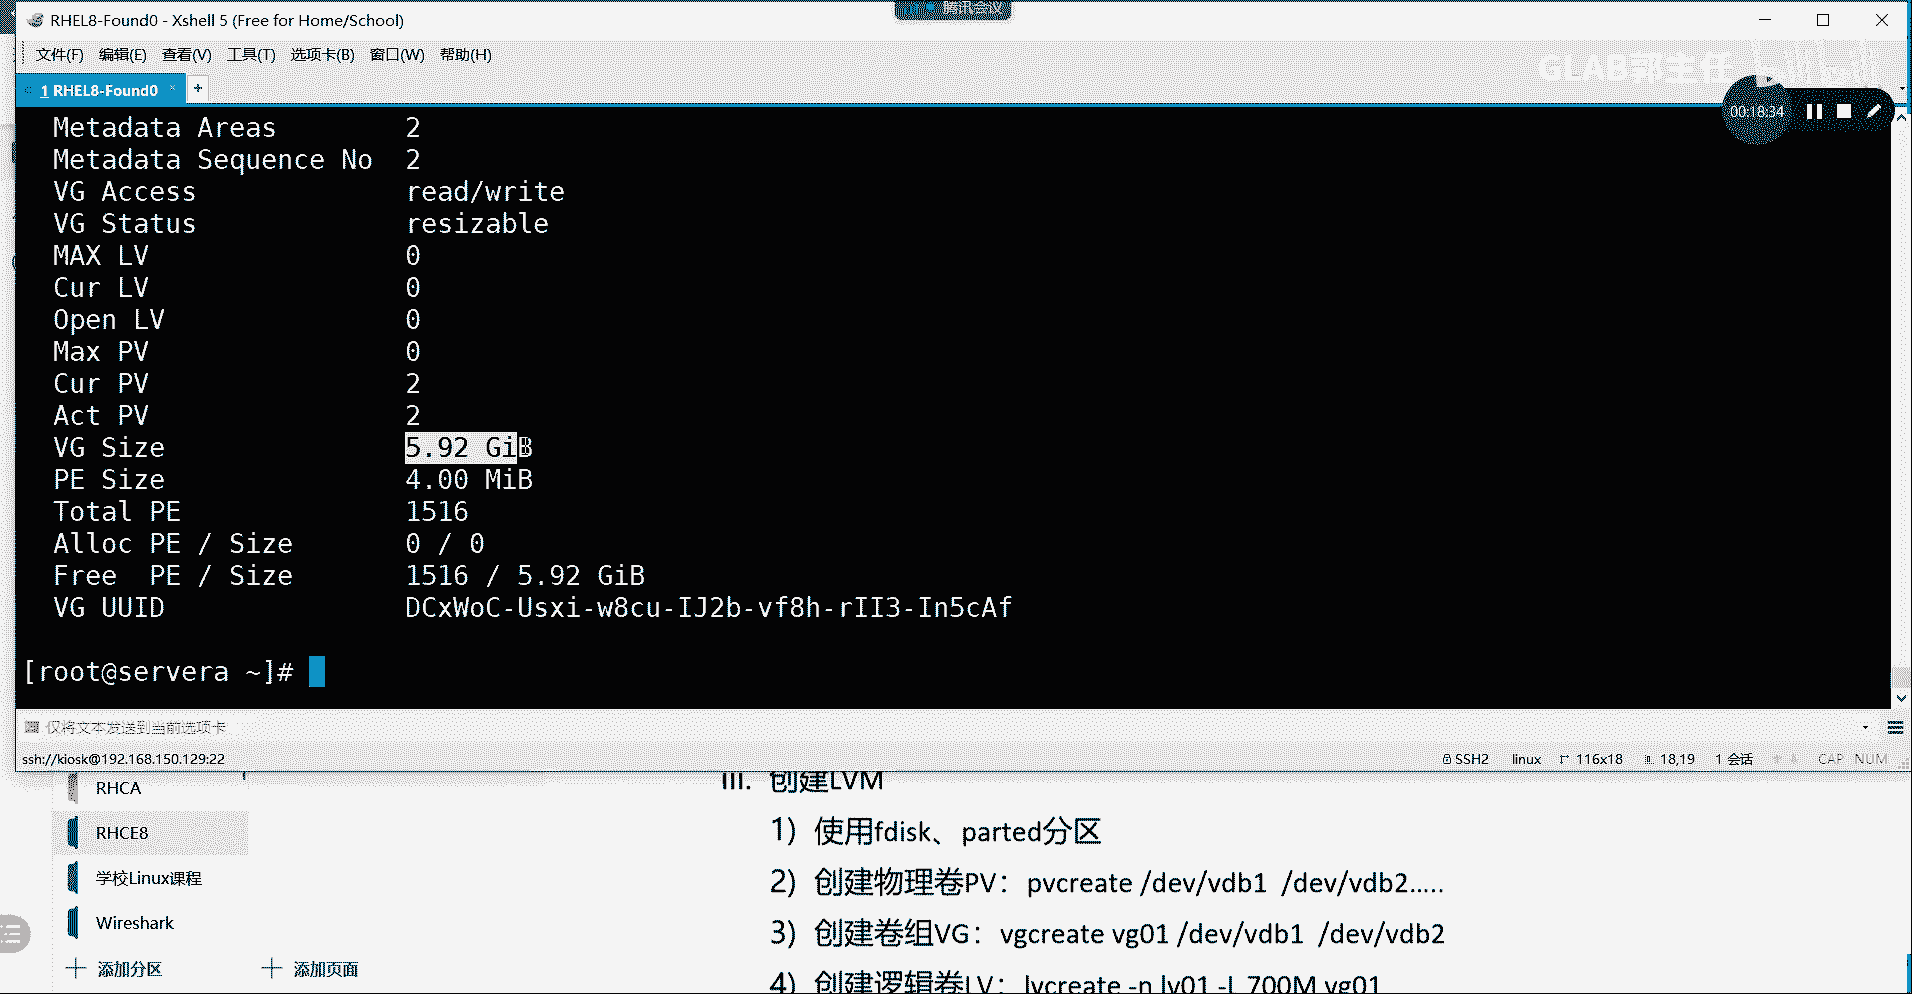 腾讯会议
RHEL8-Found0 - Xshell 5 (Free for Home/School)
文件(F) 编辑(E) 查看(V) 工具(T) 选项卡(B) 窗口(W) 帮助(H)
GLAB郭主任 bilibili
1 RHEL8-Found0 × +
00:18:34
Metadata Areas 2
Metadata Sequence No 2
VG Access read/write
VG Status resizable
MAX LV 0
Cur LV 0
Open LV 0
Max PV 0
Cur PV 2
Act PV 2
VG Size 5.92 GiB
PE Size 4.00 MiB
Total PE 1516
Alloc PE / Size 0 / 0
Free  PE / Size 1516 / 5.92 GiB
VG UUID DCxWoC-Usxi-w8cu-IJ2b-vf8h-rII3-In5cAf
[root@servera ~]#
仅将文本发送到当前选项卡
ssh://kiosk@192.168.150.129:22 SSH2 linux 116x18 18,19 1 会话 CAP NUM
RHCA
RHCE8
学校Linux课程
Wireshark
添加分区 添加页面
III. 创建LVM
1) 使用fdisk、parted分区
2) 创建物理卷PV：pvcreate /dev/vdb1 /dev/vdb2.....
3) 创建卷组VG：vgcreate vg01 /dev/vdb1 /dev/vdb2
4) 创建逻辑卷LV：lvcreate -n lv01 -L 700M vg01